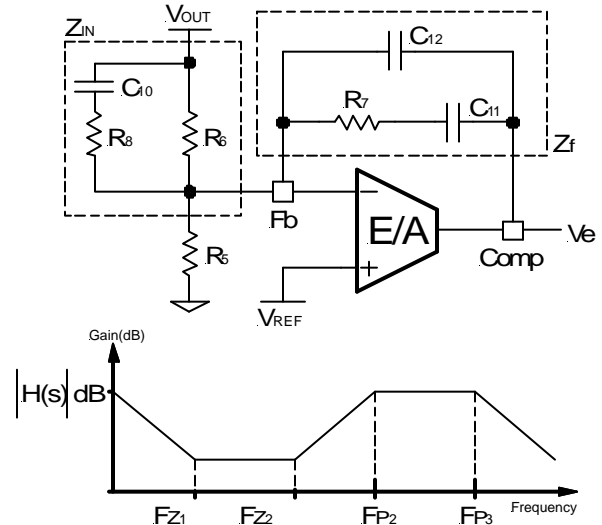 ZIN
VOUT
C12
C10
R8
R6
R7
C11
Zf
Fb
E/A
Comp
Ve
R5
VREF
Gain(dB)
|H(s)| dB
FZ1
FZ2
FP2
FP3
Frequency